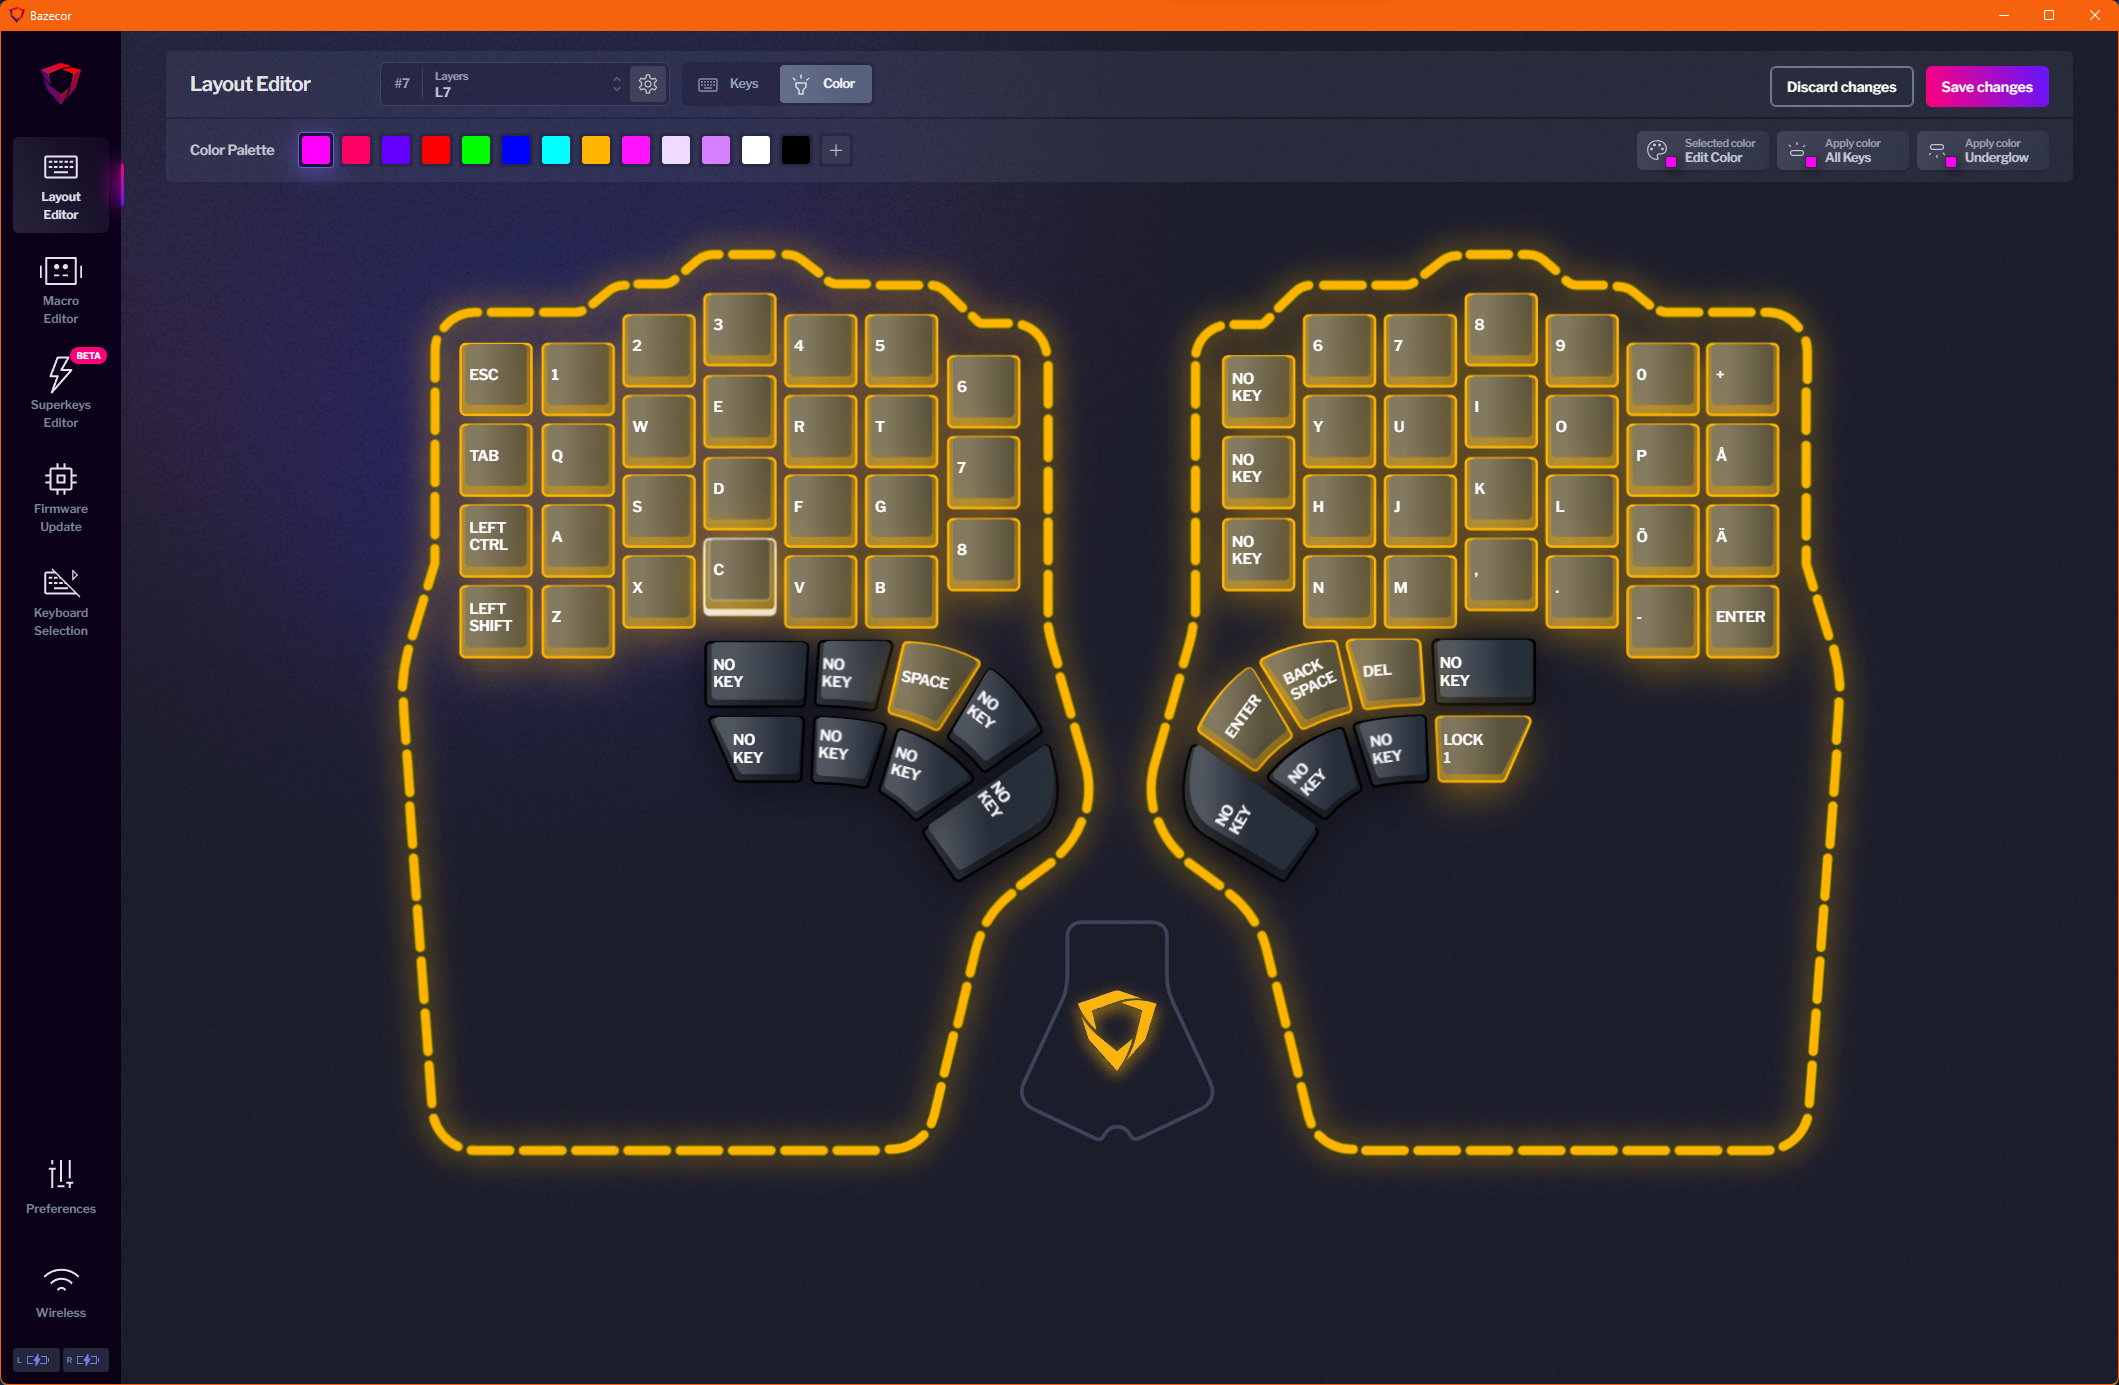 Bazecor
Layout Editor
#7
Layers
L7
Keys
Color
Discard changes
Save changes
Color Palette
+
Selected color
Edit Color
Apply color
All Keys
Apply color
Underglow
Layout
Editor
Macro
Editor
BETA
Superkeys
Editor
Firmware
Update
Keyboard
Selection
Preferences
Wireless
L
R
ESC
1
2
3
4
5
6
TAB
Q
W
E
R
T
7
LEFT
CTRL
A
S
D
F
G
8
LEFT
SHIFT
Z
X
C
V
B
NO
KEY
NO
KEY
SPACE
NO
KEY
NO
KEY
NO
KEY
NO
KEY
NO
KEY
NO
KEY
6
7
8
9
0
+
NO
KEY
Y
U
I
O
P
Å
NO
KEY
H
J
K
L
Ö
Ä
N
M
,
.
-
ENTER
ENTER
BACK
SPACE
DEL
NO
KEY
NO
KEY
NO
KEY
NO
KEY
LOCK
1